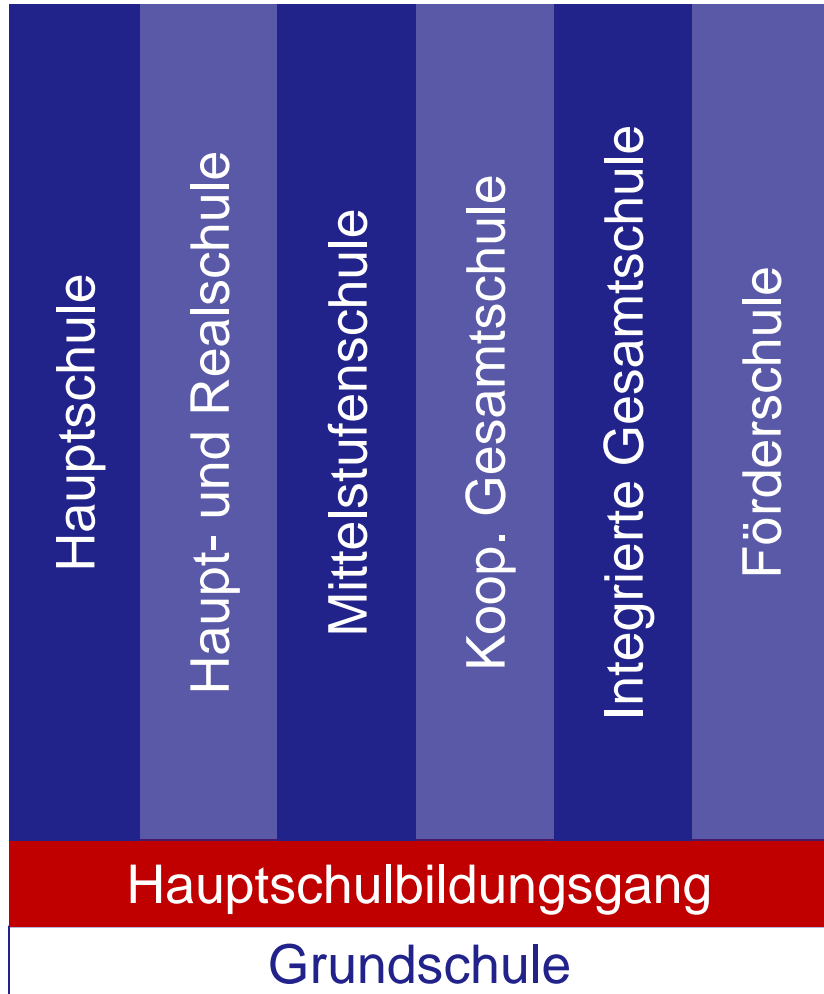 Hauptschule
Haupt- und Realschule
Mittelstufenschule
Koop. Gesamtschule
Integrierte Gesamtschule
Förderschule
Hauptschulbildungsgang
Grundschule